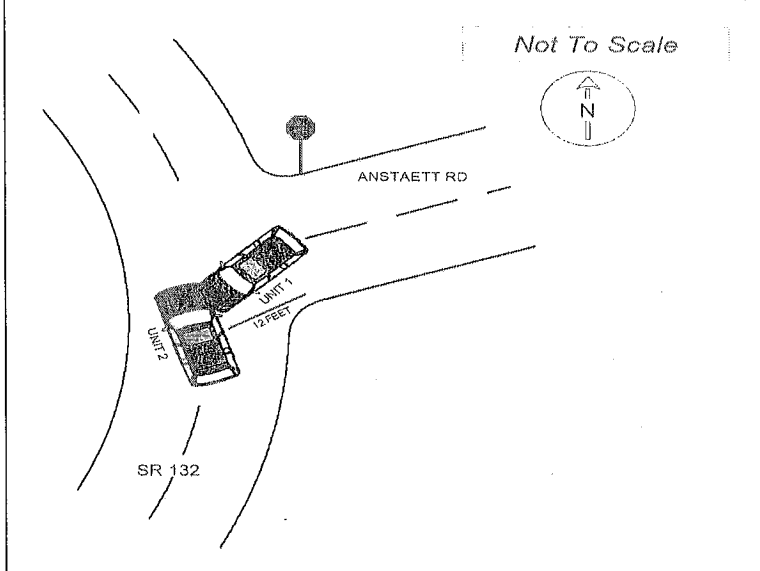 Not To Scale
N
ANSTAETT RD
UNIT 1
12 FEET
UNIT 2
SR 132